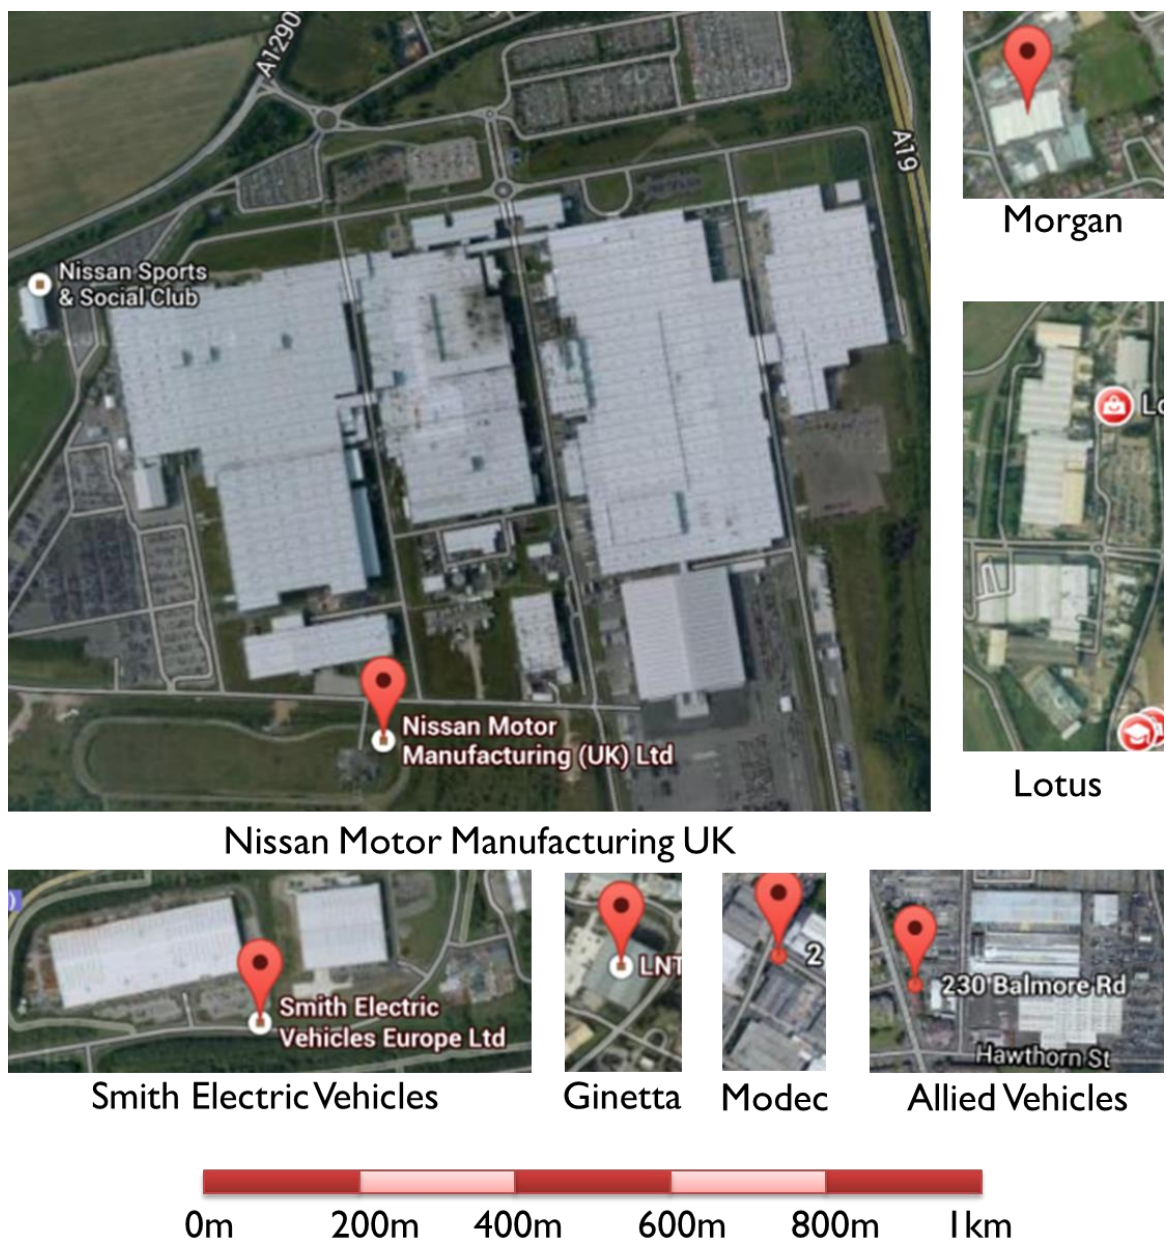 A1290
A19
Nissan Sports
& Social Club
Nissan Motor
Manufacturing (UK) Ltd
Nissan Motor Manufacturing UK
Morgan
Lo
Lotus
Smith Electric
Vehicles Europe Ltd
Smith Electric Vehicles
LNT
Ginetta
2
Modec
230 Balmore Rd
Hawthorn St
Allied Vehicles
0m 200m 400m 600m 800m 1km